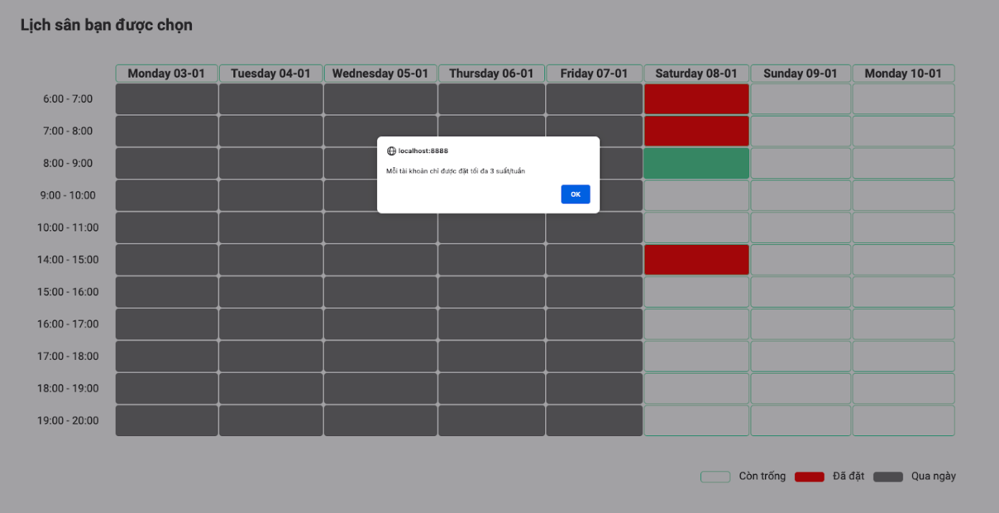 Lịch sân bạn được chọn
Monday 03-01 Tuesday 04-01 Wednesday 05-01 Thursday 06-01 Friday 07-01 Saturday 08-01 Sunday 09-01 Monday 10-01
6:00 - 7:00
7:00 - 8:00
localhost:8888
8:00 - 9:00
Mỗi tài khoản chỉ được đặt tối đa 3 suất/tuần
9:00 - 10:00
OK
10:00 - 11:00
14:00 - 15:00
15:00 - 16:00
16:00 - 17:00
17:00 - 18:00
18:00 - 19:00
19:00 - 20:00
Còn trống Đã đặt Qua ngày